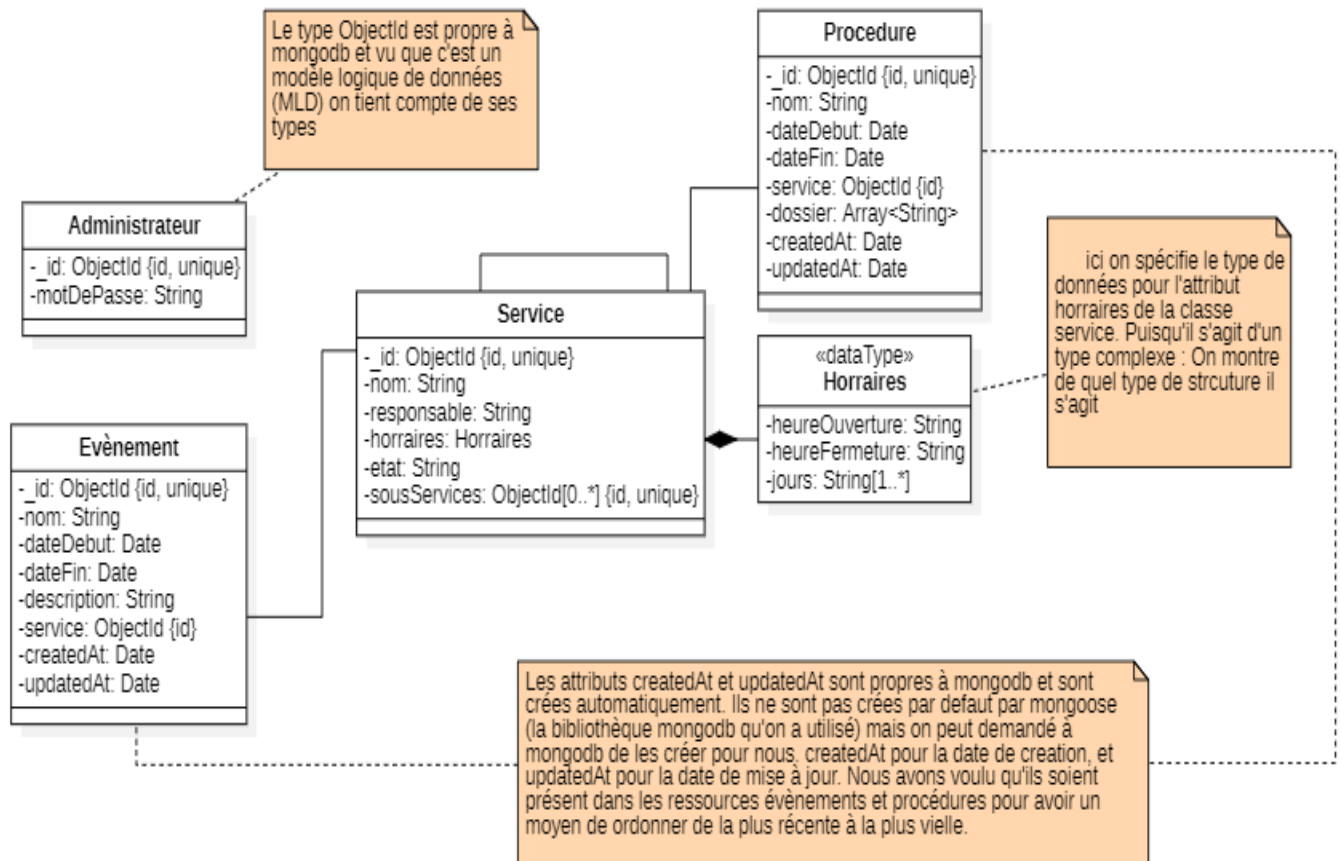 Le type ObjectId est propre à
mongodb et vu que c'est un
modèle logique de données
(MLD) on tient compte de ses
types
Administrateur
-_id: ObjectId {id, unique}
-motDePasse: String
Procedure
-_id: ObjectId {id, unique}
-nom: String
-dateDebut: Date
-dateFin: Date
-service: ObjectId {id}
-dossier: Array<String>
-createdAt: Date
-updatedAt: Date
ici on spécifie le type de
données pour l'attribut
horraires de la classe
service. Puisqu'il s'agit d'un
type complexe : On montre
de quel type de strcuture il
s'agit
Service
-_id: ObjectId {id, unique}
-nom: String
-responsable: String
-horraires: Horraires
-etat: String
-sousServices: ObjectId[0..*] {id, unique}
«dataType»
Horraires
-heureOuverture: String
-heureFermeture: String
-jours: String[1..*]
Evènement
-_id: ObjectId {id, unique}
-nom: String
-dateDebut: Date
-dateFin: Date
-description: String
-service: ObjectId {id}
-createdAt: Date
-updatedAt: Date
Les attributs createdAt et updatedAt sont propres à mongodb et sont
crées automatiquement. Ils ne sont pas crées par defaut par mongoose
(la bibliothèque mongodb qu'on a utilisé) mais on peut demandé à
mongodb de les créer pour nous. createdAt pour la date de creation, et
updatedAt pour la date de mise à jour. Nous avons voulu qu'ils soient
présent dans les ressources évènements et procédures pour avoir un
moyen de ordonner de la plus récente à la plus vielle.